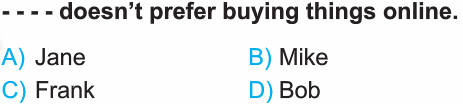 - - - - doesn’t prefer buying things online.
A) Jane
B) Mike
C) Frank
D) Bob